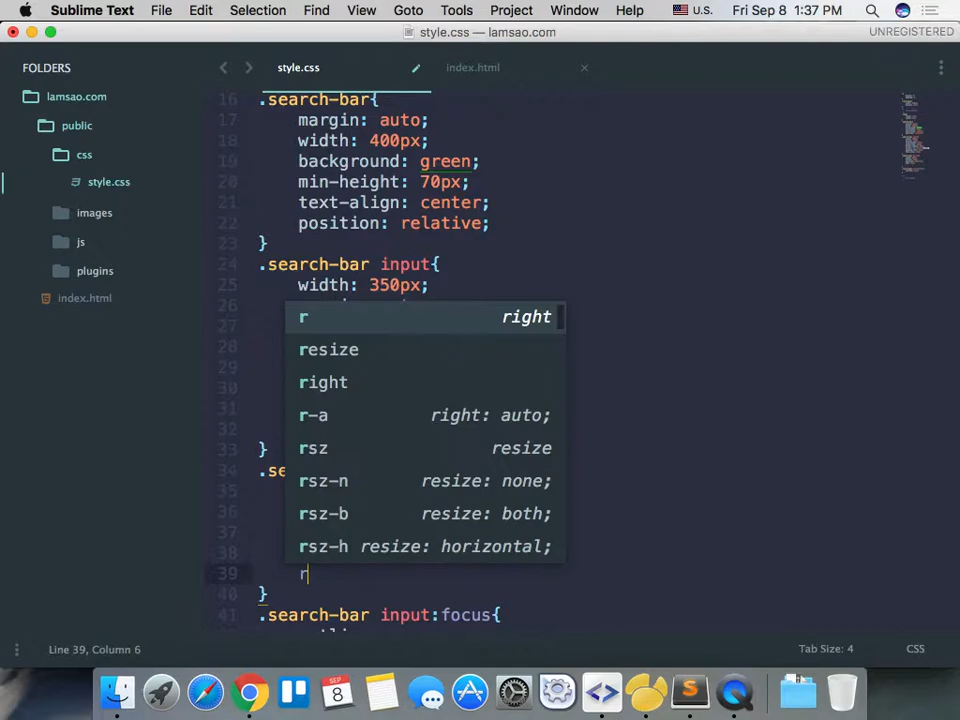 Sublime Text File Edit Selection Find View Goto Tools Project Window Help U.S. Fri Sep 8 1:37 PM
style.css — lamsao.com UNREGISTERED
FOLDERS
lamsao.com
public
css
style.css
images
js
plugins
index.html
style.css index.html
16 .search-bar{
17 margin: auto;
18 width: 400px;
19 background: green;
20 min-height: 70px;
21 text-align: center;
22 position: relative;
23 }
24 .search-bar input{
25 width: 350px;
26
27
28
29
30
31
32
33 }
34 .se
35
36
37
38
39 r
40 }
41 .search-bar input:focus{
r right
resize
right
r-a right: auto;
rsz resize
rsz-n resize: none;
rsz-b resize: both;
rsz-h resize: horizontal;
Line 39, Column 6 Tab Size: 4 CSS
SEP
8